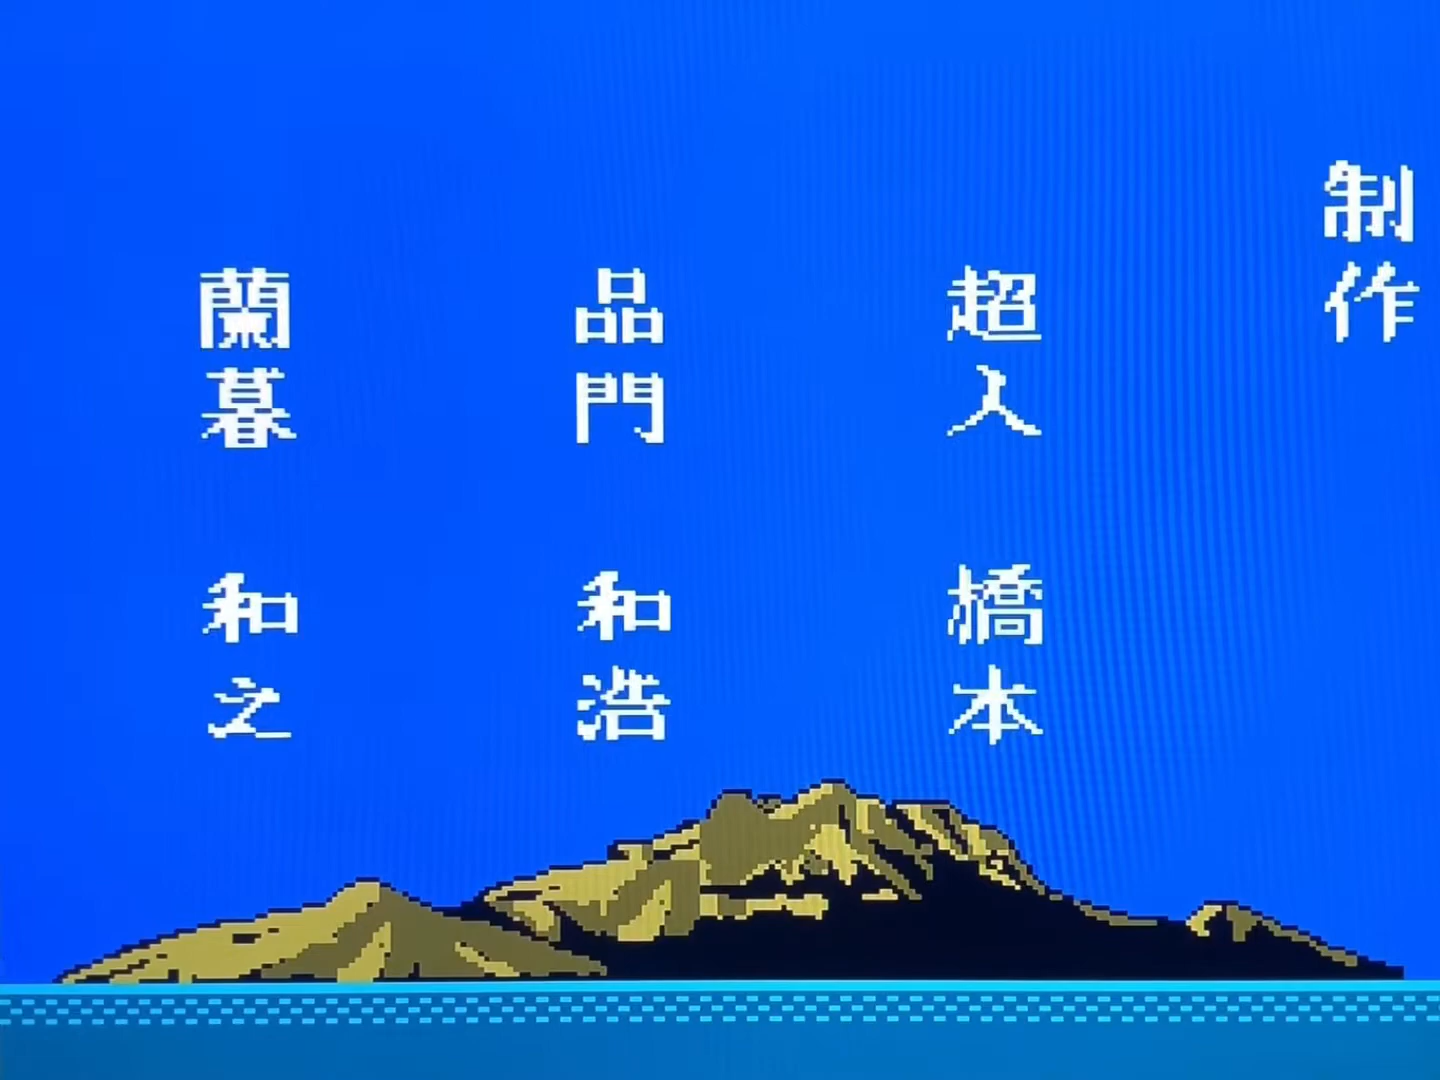 制作
超人 橋本
品門 和浩
蘭暮 和之